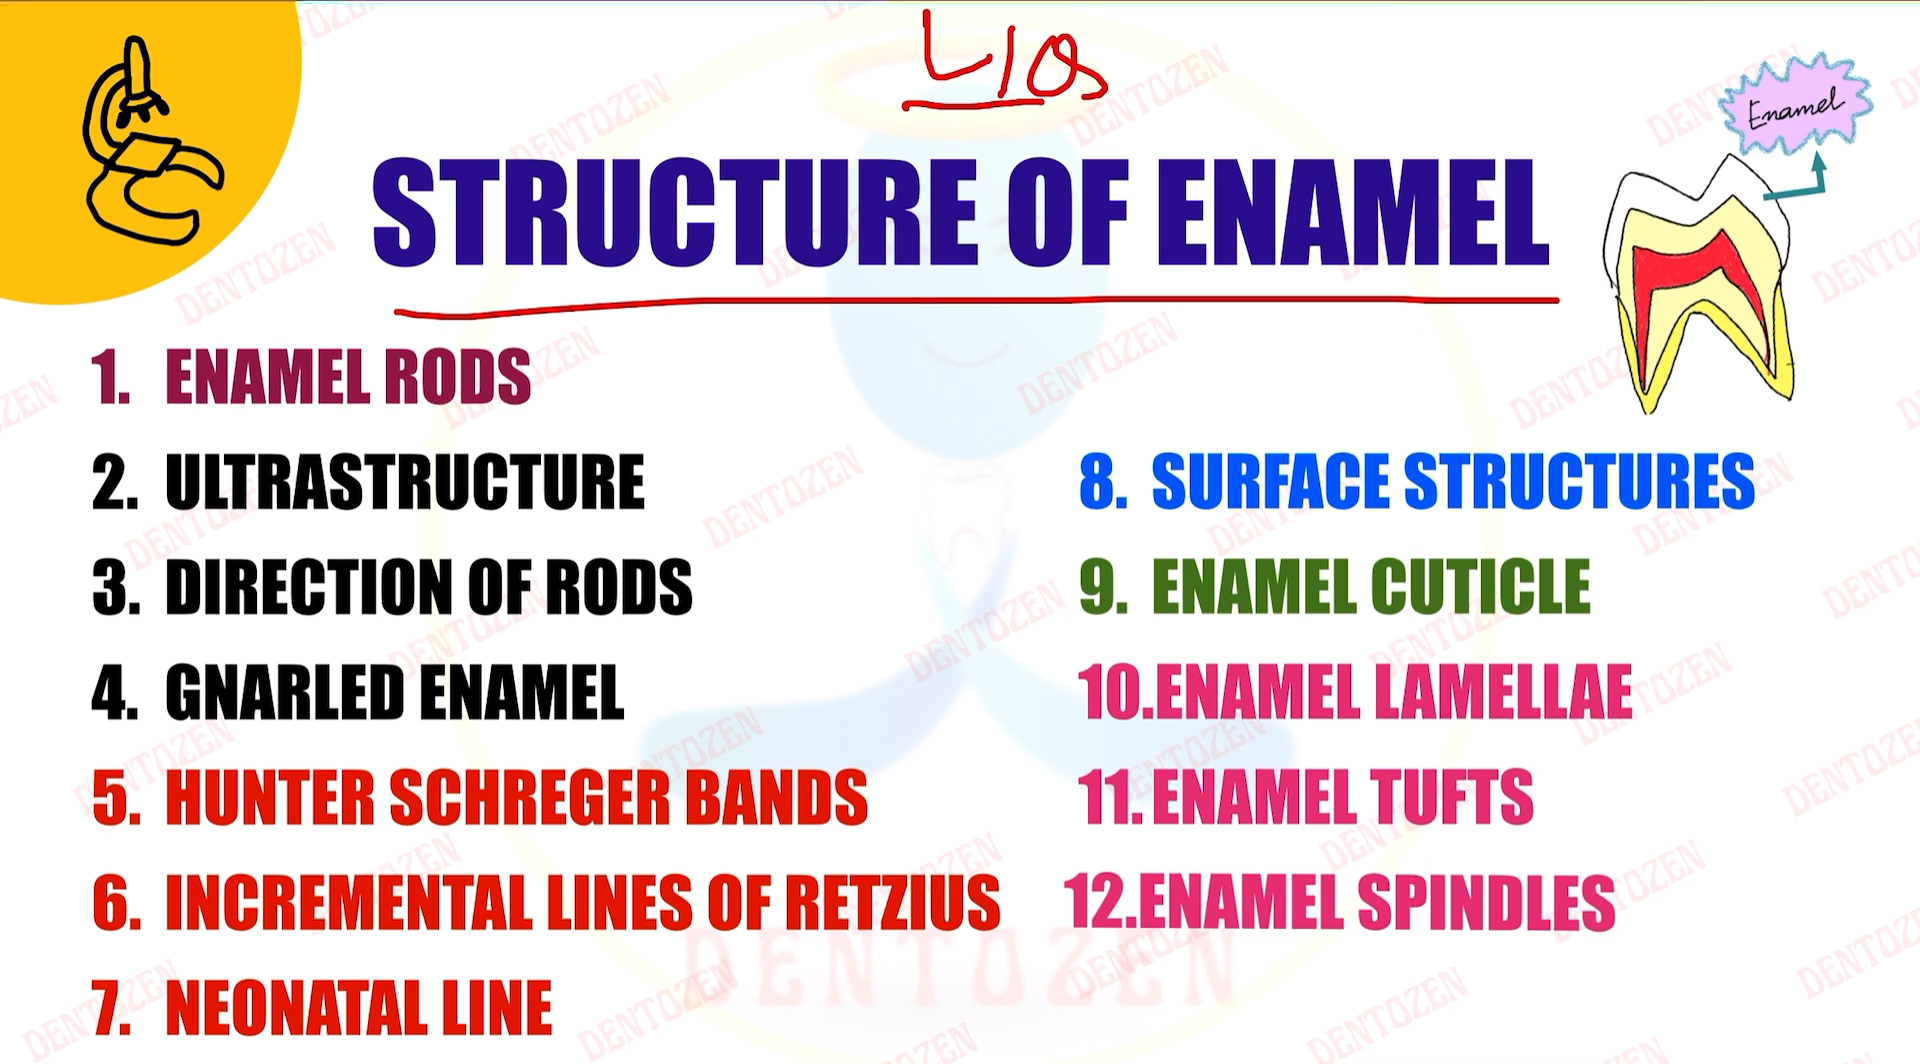 L/Qs
Enamel
STRUCTURE OF ENAMEL
1. ENAMEL RODS
2. ULTRASTRUCTURE
3. DIRECTION OF RODS
4. GNARLED ENAMEL
5. HUNTER SCHREGER BANDS
6. INCREMENTAL LINES OF RETZIUS
7. NEONATAL LINE
8. SURFACE STRUCTURES
9. ENAMEL CUTICLE
10.ENAMEL LAMELLAE
11. ENAMEL TUFTS
12.ENAMEL SPINDLES
DENTOZEN